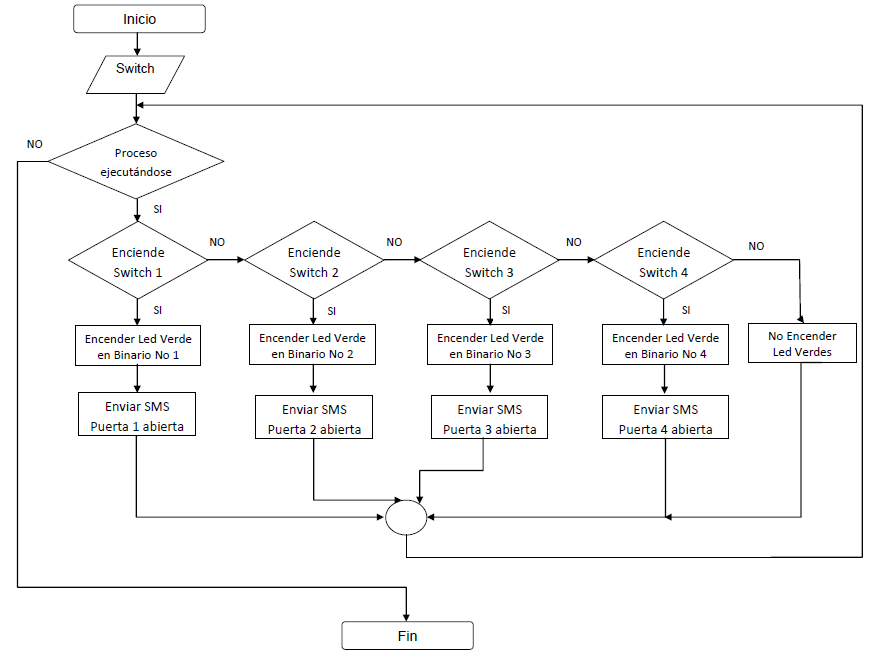 Inicio
Switch
NO
Proceso
ejecutándose
SI
Enciende
Switch 1
NO
Enciende
Switch 2
NO
Enciende
Switch 3
NO
Enciende
Switch 4
NO
SI
SI
SI
SI
Encender Led Verde
en Binario No 1
Encender Led Verde
en Binario No 2
Encender Led Verde
en Binario No 3
Encender Led Verde
en Binario No 4
No Encender
Led Verdes
Enviar SMS
Puerta 1 abierta
Enviar SMS
Puerta 2 abierta
Enviar SMS
Puerta 3 abierta
Enviar SMS
Puerta 4 abierta
Fin